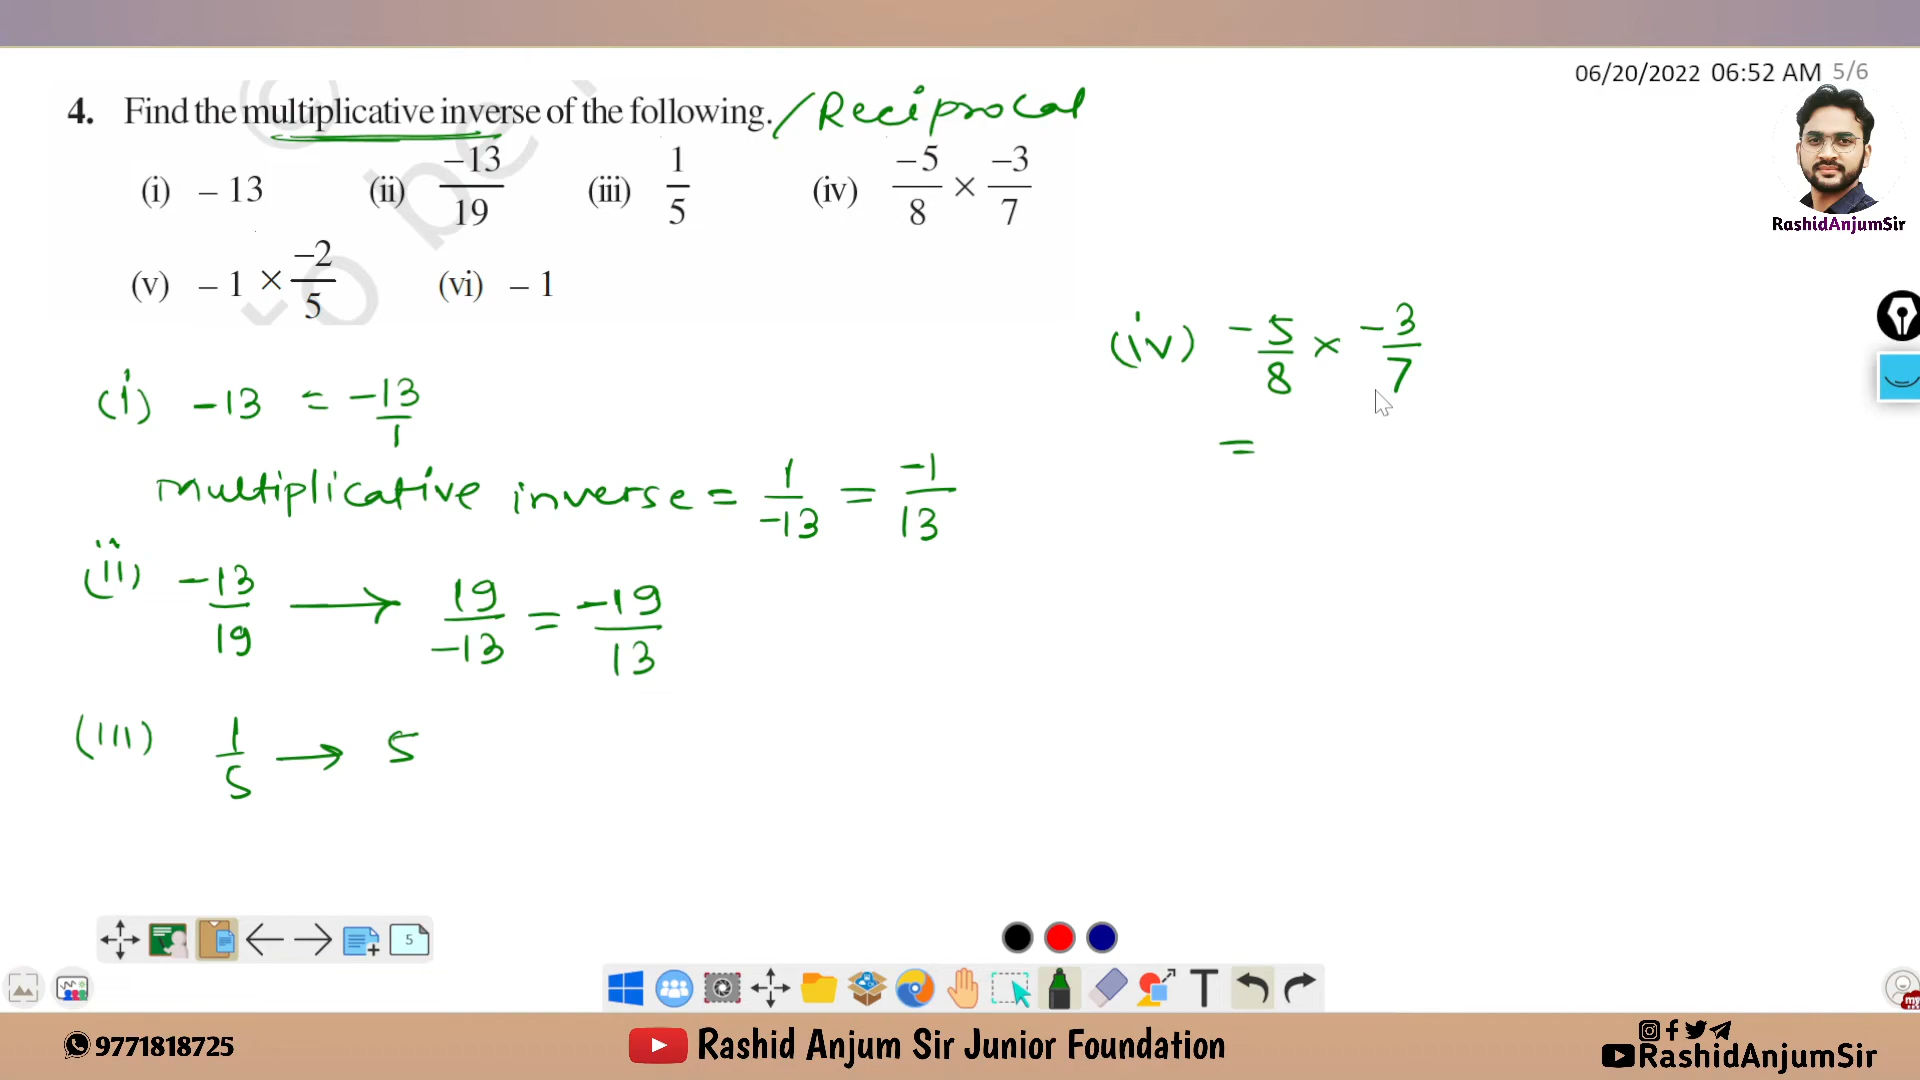 06/20/2022 06:52 AM 5/6
4. Find the multiplicative inverse of the following. / Reciprocal
(i) – 13 (ii) –13/19 (iii) 1/5 (iv) –5/8 × –3/7
(v) – 1 × –2/5 (vi) – 1
RashidAnjumSir
(i) -13 = -13/1
multiplicative inverse = 1/-13 = -1/13
(ii) -13/19 → 19/-13 = -19/13
(iii) 1/5 → 5
(iv) -5/8 × -3/7
=
5
T
9771818725
Rashid Anjum Sir Junior Foundation
RashidAnjumSir